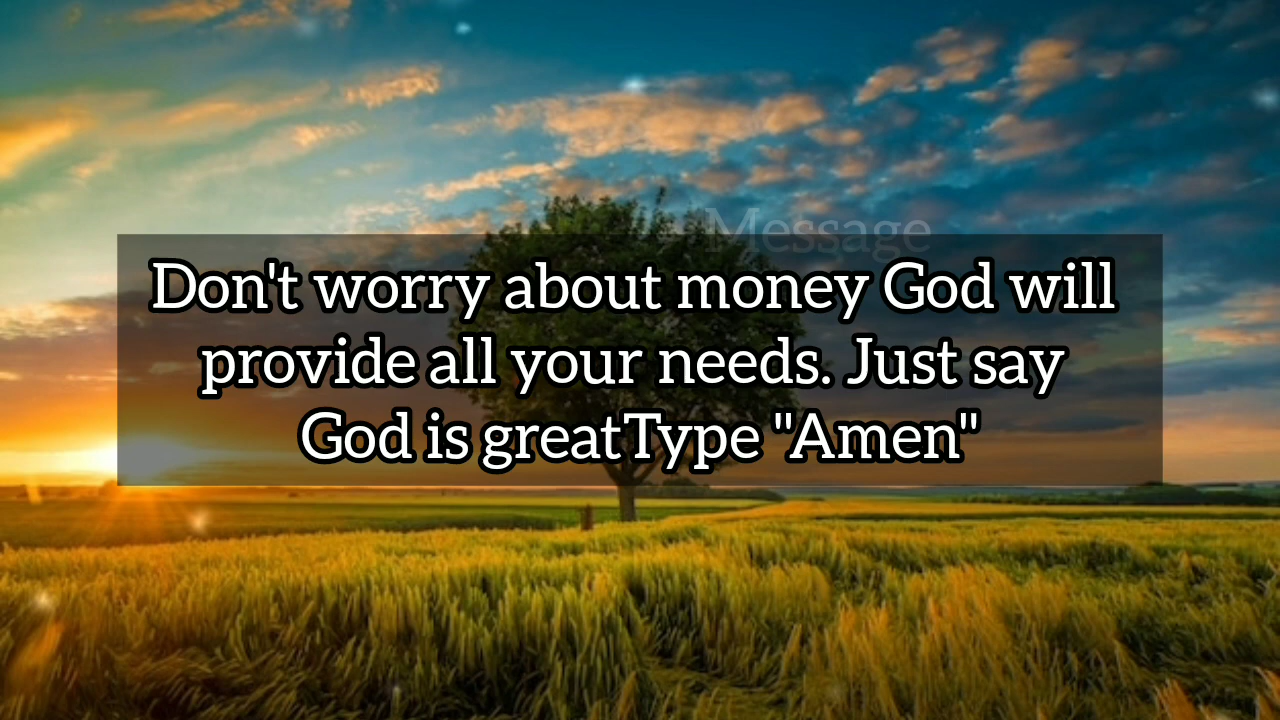 Message
Don't worry about money God will
provide all your needs. Just say
God is greatType "Amen"